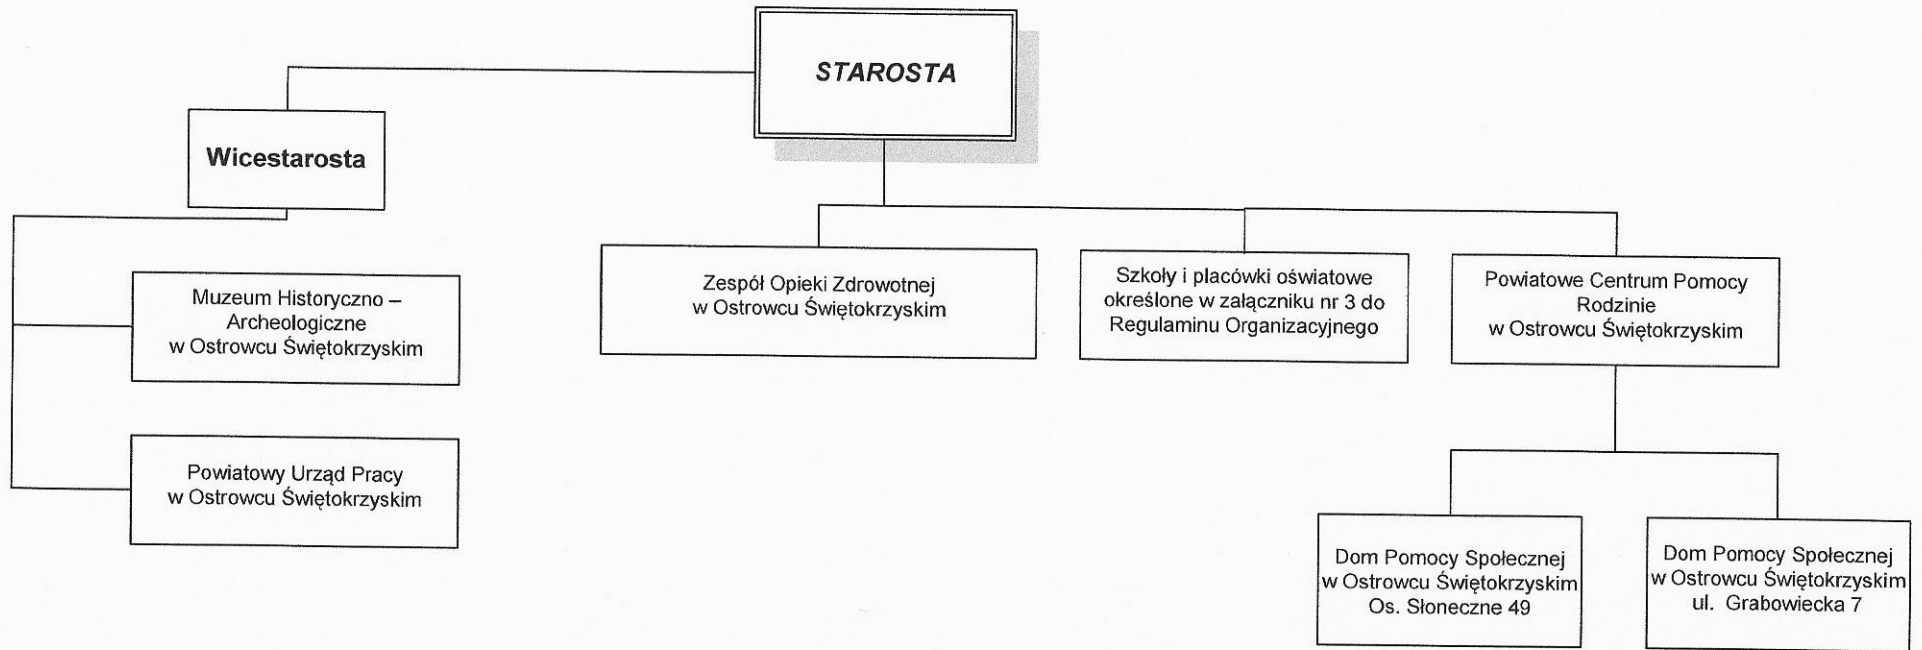 STAROSTA
Wicestarosta
Muzeum Historyczno –
Archeologiczne
w Ostrowcu Świętokrzyskim
Powiatowy Urząd Pracy
w Ostrowcu Świętokrzyskim
Zespół Opieki Zdrowotnej
w Ostrowcu Świętokrzyskim
Szkoły i placówki oświatowe
określone w załączniku nr 3 do
Regulaminu Organizacyjnego
Powiatowe Centrum Pomocy
Rodzinie
w Ostrowcu Świętokrzyskim
Dom Pomocy Społecznej
w Ostrowcu Świętokrzyskim
Os. Słoneczne 49
Dom Pomocy Społecznej
w Ostrowcu Świętokrzyskim
ul. Grabowiecka 7